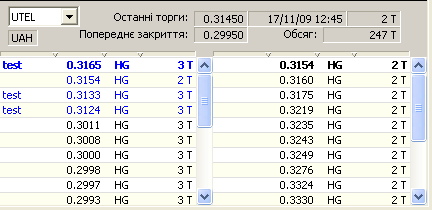 UTEL Останні торги: 0.31450 17/11/09 12:45 2 T
UAH Попереднє закриття: 0.29950 Обсяг: 247 T
test 0.3165 HG 3 T 0.3154 HG 2 T
0.3154 HG 2 T 0.3160 HG 2 T
test 0.3133 HG 3 T 0.3175 HG 2 T
test 0.3124 HG 3 T 0.3219 HG 2 T
0.3011 HG 3 T 0.3235 HG 2 T
0.3008 HG 3 T 0.3243 HG 2 T
0.3000 HG 3 T 0.3249 HG 2 T
0.2998 HG 3 T 0.3276 HG 2 T
0.2997 HG 3 T 0.3324 HG 2 T
0.2993 HG 3 T 0.3330 HG 2 T